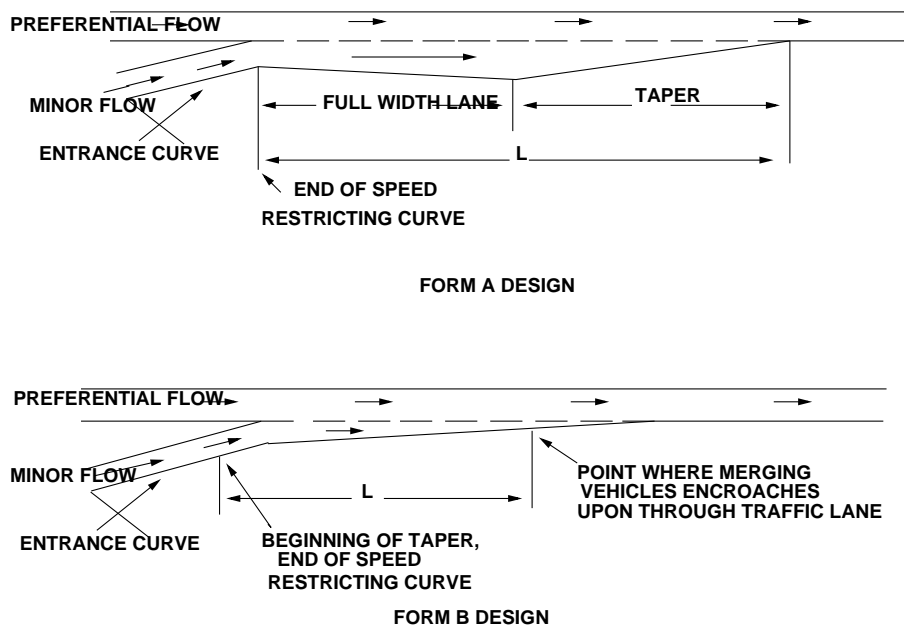 PREFERENTIAL FLOW
MINOR FLOW
FULL WIDTH LANE
TAPER
ENTRANCE CURVE
L
END OF SPEED
RESTRICTING CURVE
FORM A DESIGN
PREFERENTIAL FLOW
MINOR FLOW
L
POINT WHERE MERGING
VEHICLES ENCROACHES
UPON THROUGH TRAFFIC LANE
ENTRANCE CURVE
BEGINNING OF TAPER,
END OF SPEED
RESTRICTING CURVE
FORM B DESIGN